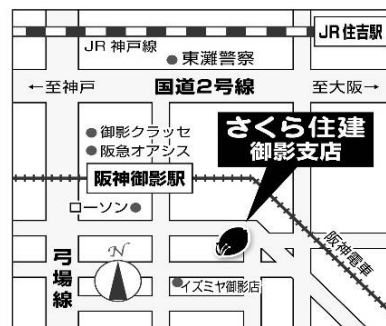 JR住吉駅
JR神戸線
東灘警察
←至神戸
国道2号線
至大阪→
さくら住建
御影支店
御影クラッセ
阪急オアシス
阪神御影駅
ローソン
阪神電車
弓場線
N
イズミヤ御影店